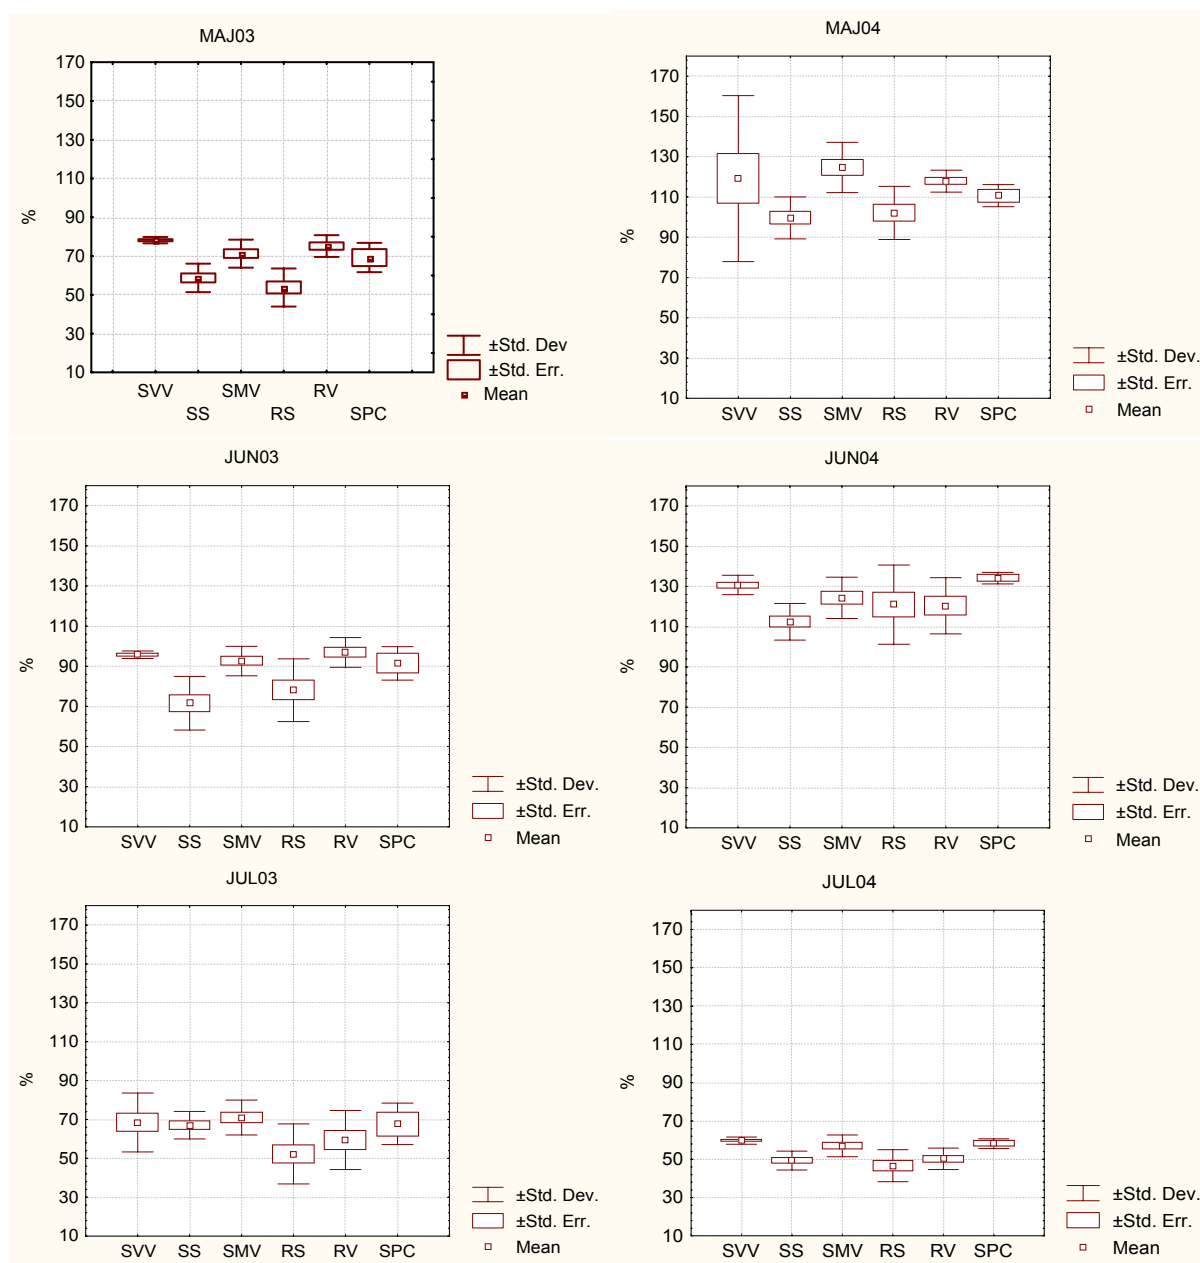 MAJ03
170
150
130
110
90
70
50
30
10
%
SVV SMV RV
SS RS SPC
±Std. Dev
±Std. Err.
Mean
MAJ04
170
150
130
110
90
70
50
30
10
%
SVV SS SMV RS RV SPC
±Std. Dev.
±Std. Err.
Mean
JUN03
170
150
130
110
90
70
50
30
10
%
SVV SS SMV RS RV SPC
±Std. Dev.
±Std. Err.
Mean
JUN04
170
150
130
110
90
70
50
30
10
%
SVV SS SMV RS RV SPC
±Std. Dev.
±Std. Err.
Mean
JUL03
170
150
130
110
90
70
50
30
10
%
SVV SS SMV RS RV SPC
±Std. Dev.
±Std. Err.
Mean
JUL04
170
150
130
110
90
70
50
30
10
%
SVV SS SMV RS RV SPC
±Std. Dev.
±Std. Err.
Mean